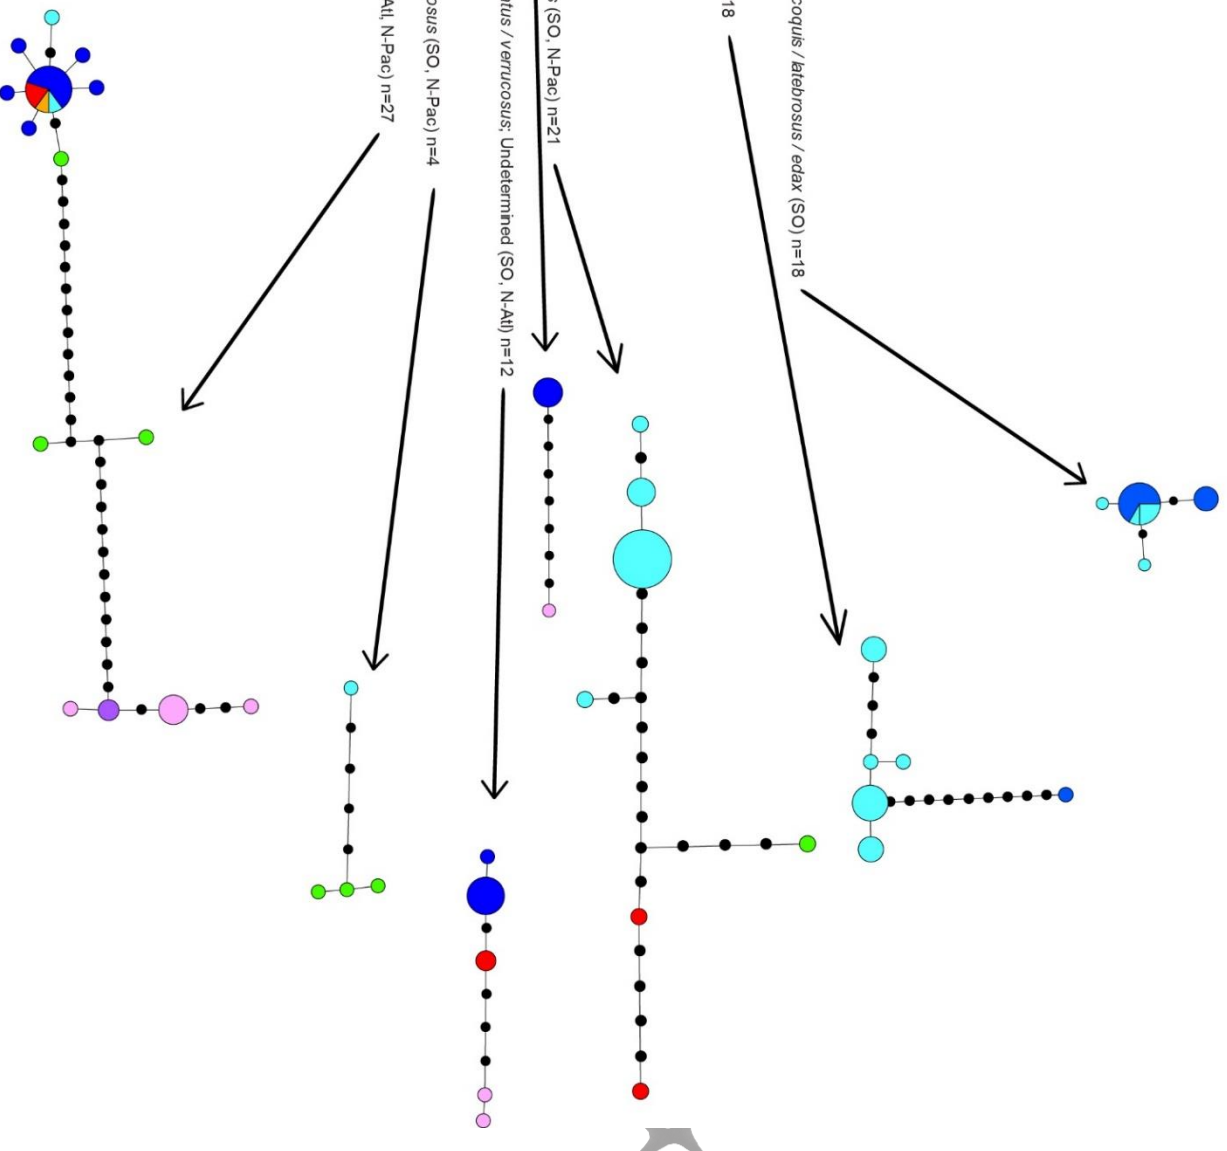 Atl, N-Pac) n=27
osus (SO, N-Pac) n=4
atus / verrucosus; Undetermined (SO, N-Atl) n=12
s (SO, N-Pac) n=21
18
coquis / latebrosus / edax (SO) n=18